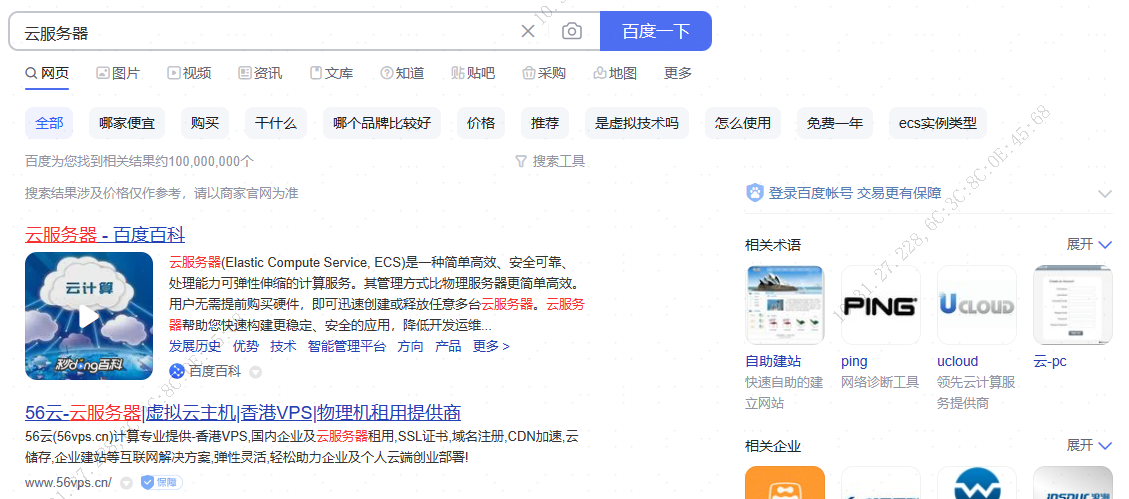 云服务器
百度一下
网页 图片 视频 资讯 文库 知道 贴吧 采购 地图 更多
全部 哪家便宜 购买 干什么 哪个品牌比较好 价格 推荐 是虚拟技术吗 怎么使用 免费一年 ecs实例类型
百度为您找到相关结果约100,000,000个 搜索工具
搜索结果涉及价格仅作参考，请以商家官网为准
云服务器 - 百度百科
云计算
秒dǒng百科
云服务器(Elastic Compute Service, ECS)是一种简单高效、安全可靠、
处理能力可弹性伸缩的计算服务。其管理方式比物理服务器更简单高效。
用户无需提前购买硬件，即可迅速创建或释放任意多台云服务器。云服务
器帮助您快速构建更稳定、安全的应用，降低开发运维...
发展历史 优势 技术 智能管理平台 方向 产品 更多 >
百度百科
56云-云服务器|虚拟云主机|香港VPS|物理机租用提供商
56云(56vps.cn)计算专业提供-香港VPS,国内企业及云服务器租用,SSL证书,域名注册,CDN加速,云
储存,企业建站等互联网解决方案,弹性灵活,轻松助力企业及个人云端创业部署!
www.56vps.cn/ 保障
登录百度帐号 交易更有保障
相关术语 展开
PING
UCLOUD
自助建站 ping ucloud 云-pc
快速自助的建 网络诊断工具 领先云计算服
立网站 务提供商
相关企业 展开
31.27.228,6C:3C:8C:0E:45:68